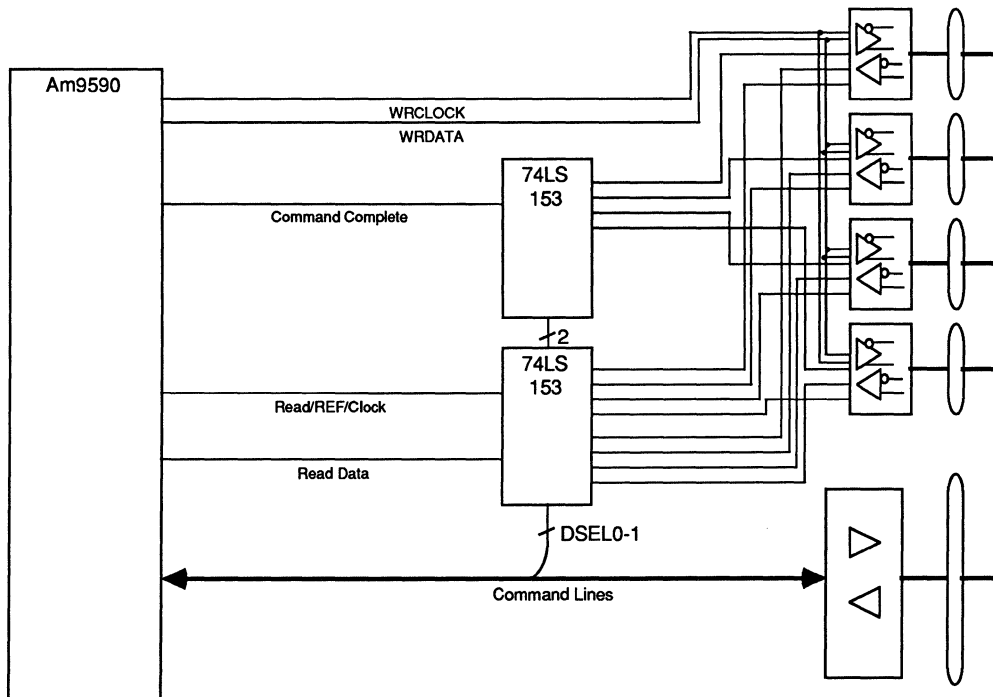 Am9590
WRCLOCK
WRDATA
74LS
153
Command Complete
2
74LS
153
Read/REF/Clock
Read Data
DSEL0-1
Command Lines